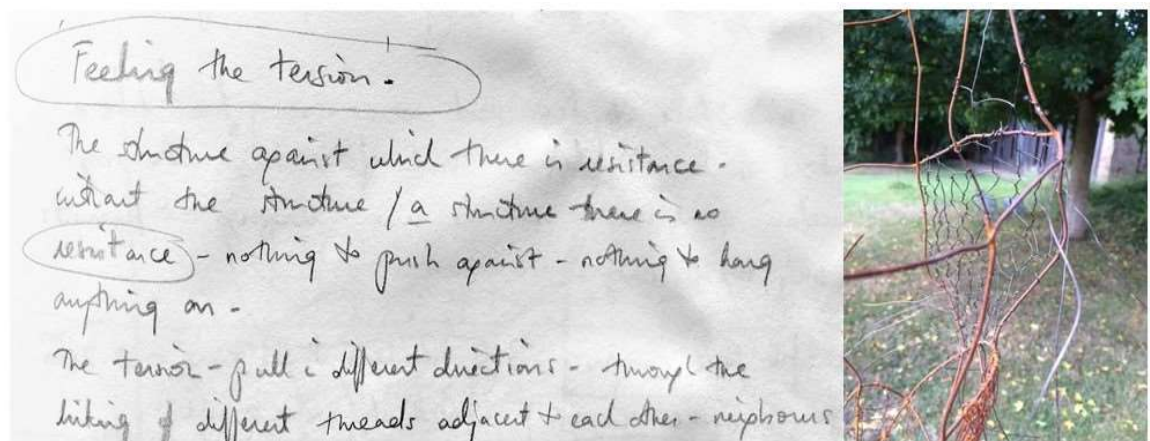 Feeling the tension.
The structure against which there is resistance -
without the structure / a structure there is no
resistance - nothing to push against - nothing to hang
anything on -
The tension - pull in different directions - through the
linking of different threads adjacent to each other - neighbours